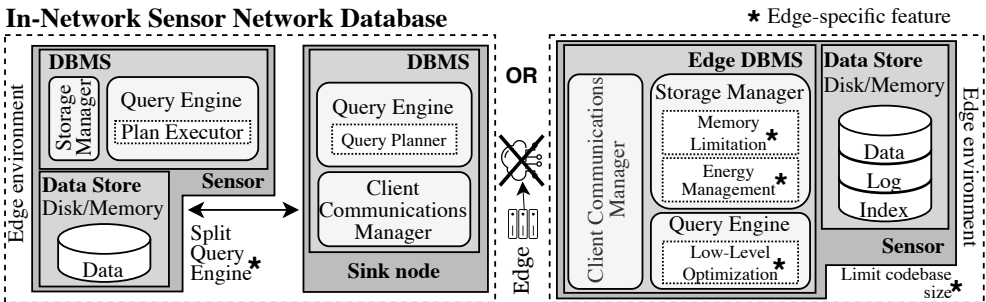 In-Network Sensor Network Database
* Edge-specific feature
Edge environment
DBMS
Storage
Manager
Query Engine
Plan Executor
Sensor
Data Store
Disk/Memory
Data
Split
Query
Engine*
DBMS
Query Engine
Query Planner
Client
Communications
Manager
Sink node
OR
Edge
Edge DBMS
Client Communications
Manager
Storage Manager
Memory
Limitation*
Energy
Management*
Query Engine
Low-Level
Optimization*
Data Store
Disk/Memory
Data
Log
Index
Sensor
Limit codebase
size*
Edge environment